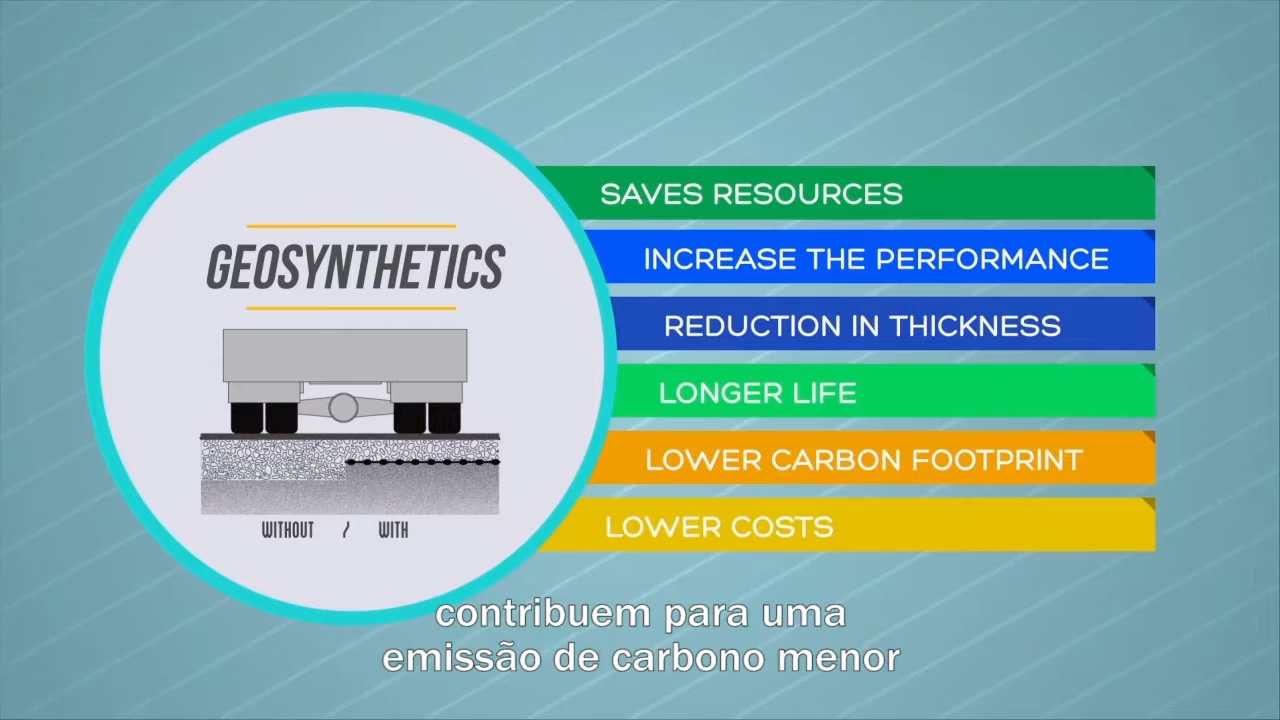 GEOSYNTHETICS
WITHOUT / WITH
SAVES RESOURCES
INCREASE THE PERFORMANCE
REDUCTION IN THICKNESS
LONGER LIFE
LOWER CARBON FOOTPRINT
LOWER COSTS
contribuem para uma
emissão de carbono menor